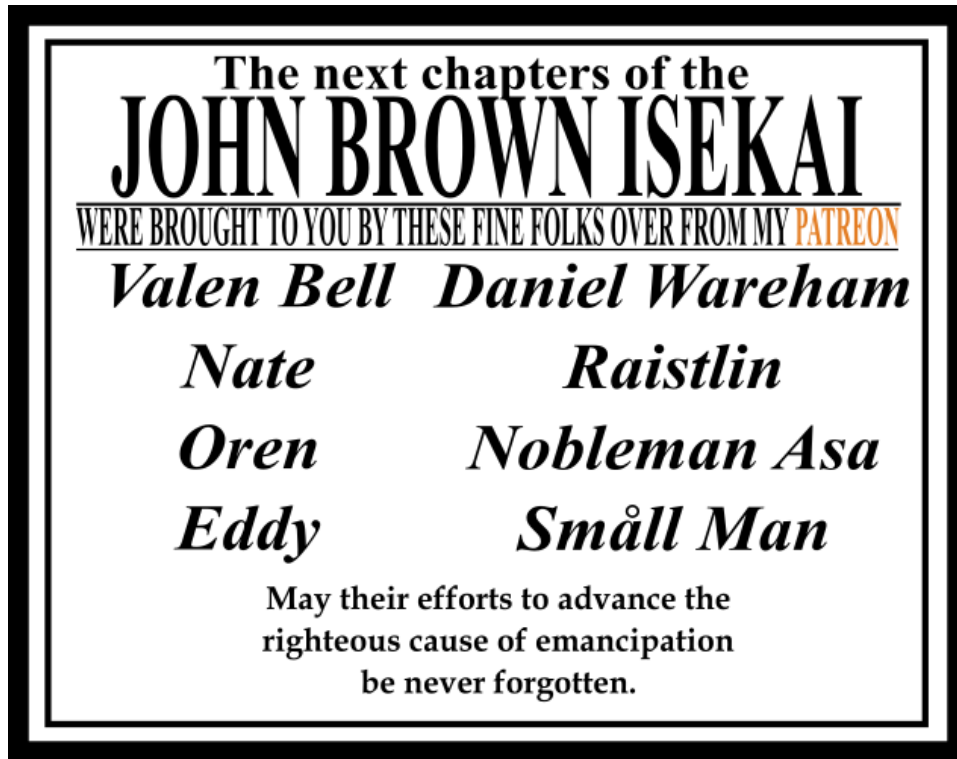 The next chapters of the
JOHN BROWN ISEKAI
WERE BROUGHT TO YOU BY THESE FINE FOLKS OVER FROM MY PATREON
Valen Bell Daniel Wareham
Nate Raistlin
Oren Nobleman Asa
Eddy Småll Man
May their efforts to advance the
righteous cause of emancipation
be never forgotten.